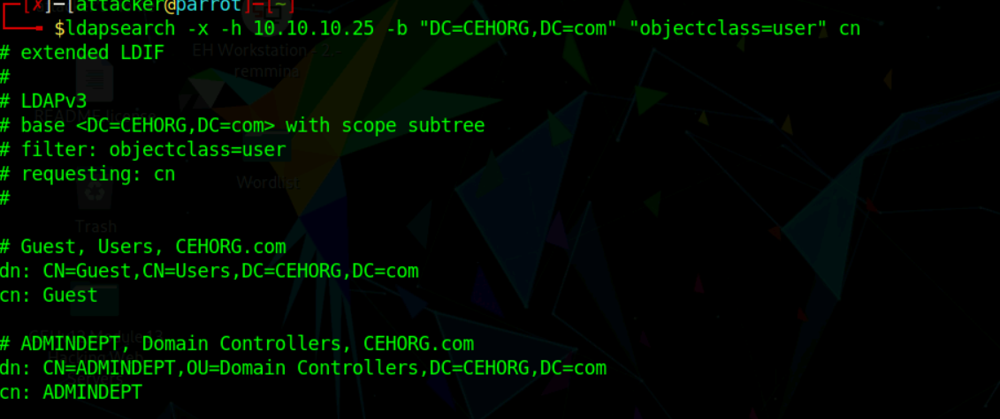 [✗]─[attacker@parrot]─[~]
$ldapsearch -x -h 10.10.10.25 -b "DC=CEHORG,DC=com" "objectclass=user" cn
# extended LDIF
EH Workstation - 2.-
remmina
#
# LDAPv3
# base <DC=CEHORG,DC=com> with scope subtree
# filter: objectclass=user
# requesting: cn
Wordlist
#
Trash
# Guest, Users, CEHORG.com
dn: CN=Guest,CN=Users,DC=CEHORG,DC=com
cn: Guest
# ADMINDEPT, Domain Controllers, CEHORG.com
dn: CN=ADMINDEPT,OU=Domain Controllers,DC=CEHORG,DC=com
cn: ADMINDEPT